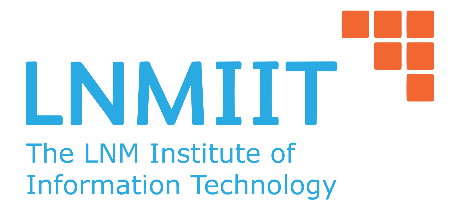 LNMIIT
The LNM Institute of
Information Technology